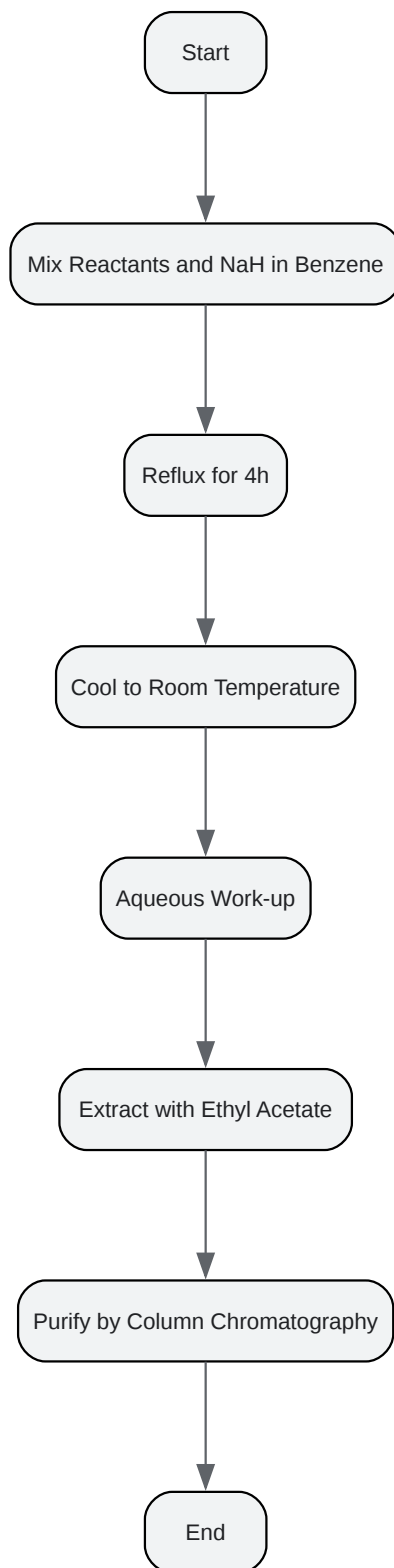 Start
Mix Reactants and NaH in Benzene
Reflux for 4h
Cool to Room Temperature
Aqueous Work-up
Extract with Ethyl Acetate
Purify by Column Chromatography
End